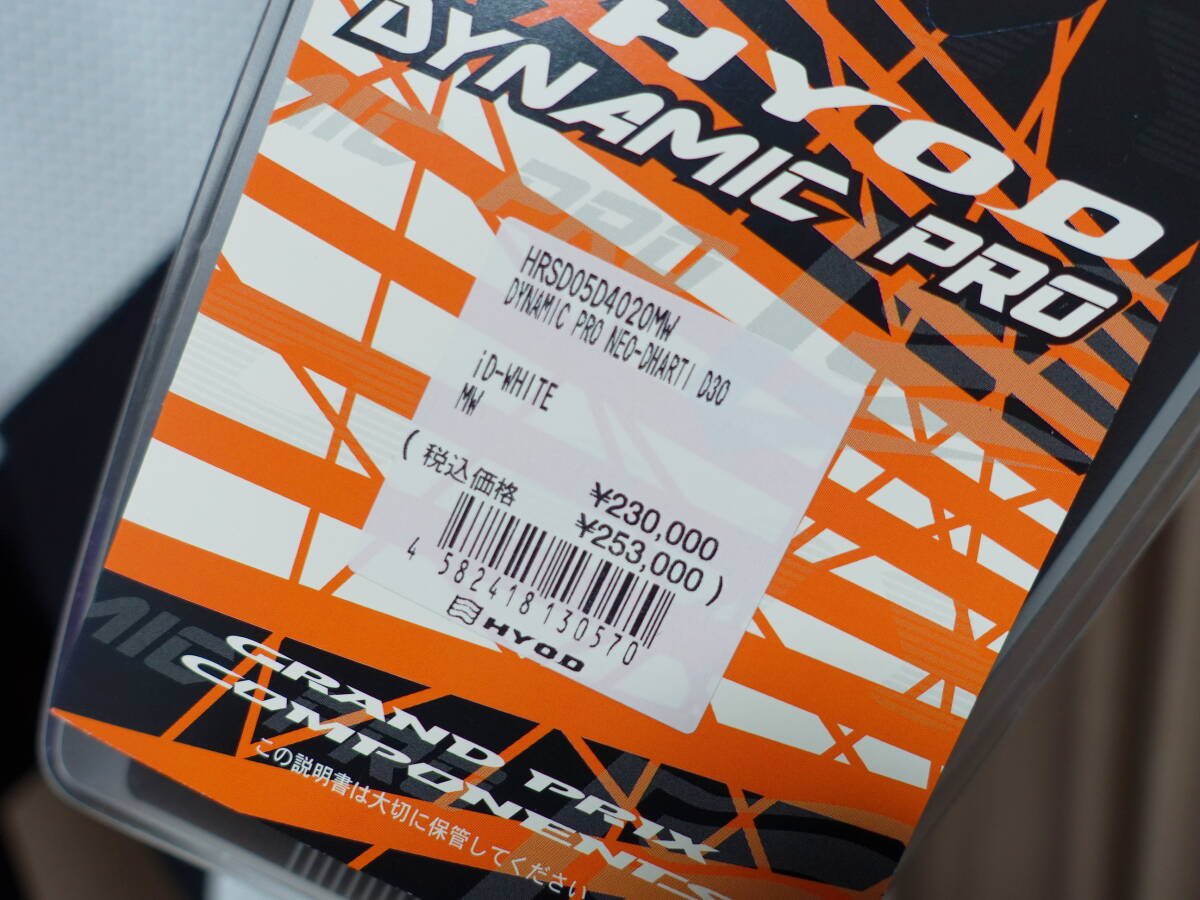 HYOD
DYNAMIC PRO
HRSD05D4020MW
DYNAMIC PRO NEO-DHARTI D3O
iD-WHITE
MW
¥230,000
( 税込価格 ¥253,000 )
4 582418 130570
HYOD
GRAND PRIX
COMPONENTS
この説明書は大切に保管してください